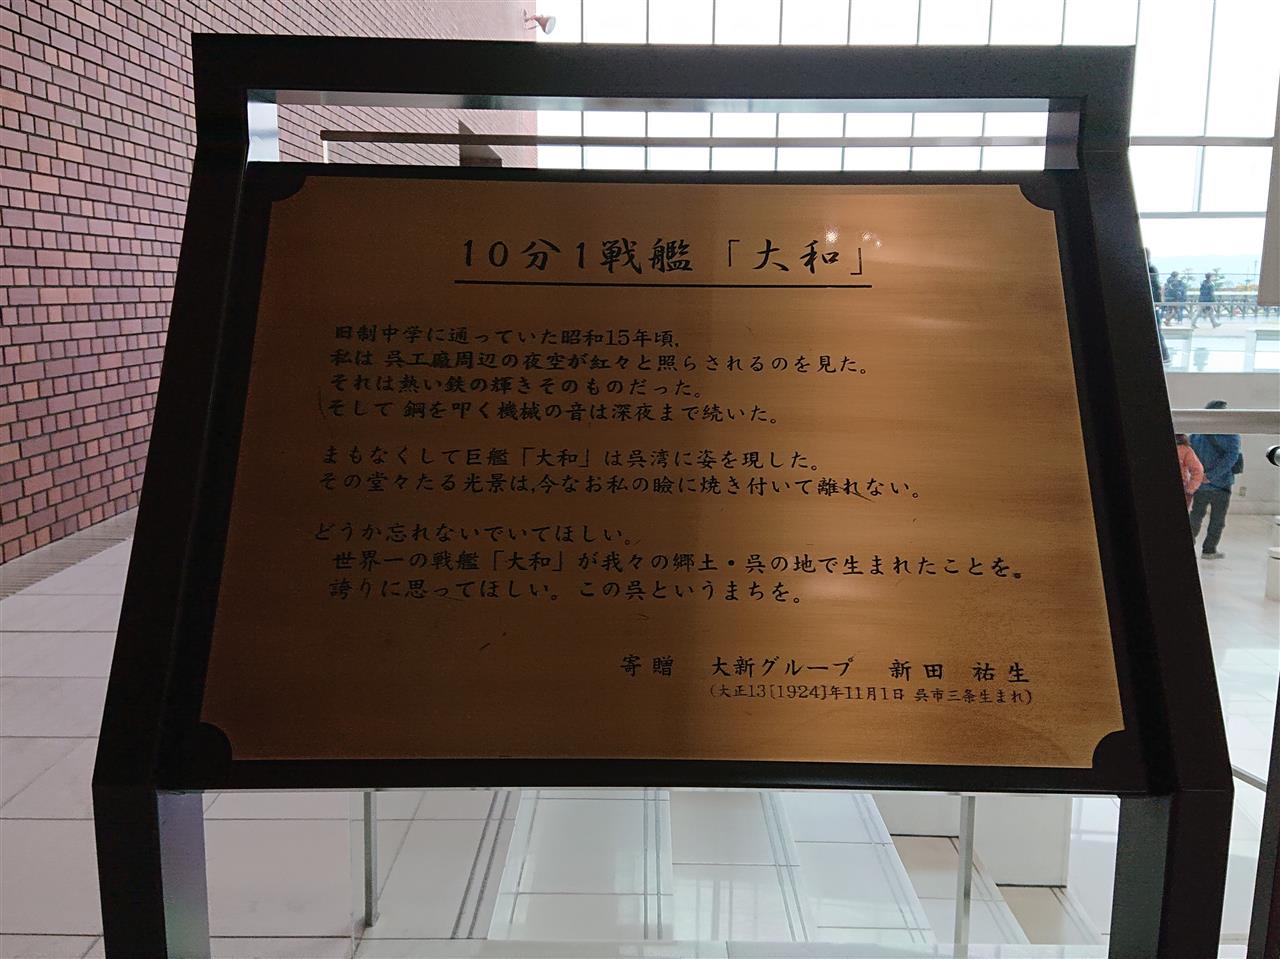 10分1戦艦「大和」
旧制中学に通っていた昭和15年頃,
私は 呉工廠周辺の夜空が紅々と照らされるのを見た。
それは熱い鉄の輝きそのものだった。
そして 鋼を叩く機械の音は深夜まで続いた。
まもなくして巨艦「大和」は呉湾に姿を現した。
その堂々たる光景は,今なお私の瞼に焼き付いて離れない。
どうか忘れないでいてほしい。
世界一の戦艦「大和」が我々の郷土・呉の地で生まれたことを。
誇りに思ってほしい。この呉というまちを。
寄贈 大新グループ 新田 祐生
(大正13[1924]年11月1日 呉市三条生まれ)